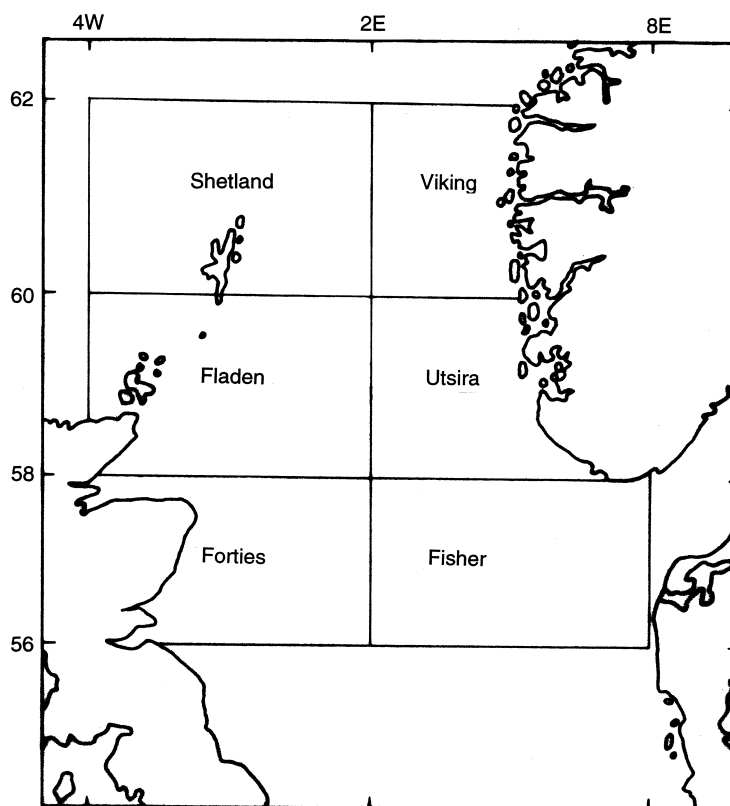 4W 2E 8E
62
Shetland Viking
60
Fladen Utsira
58
Forties Fisher
56